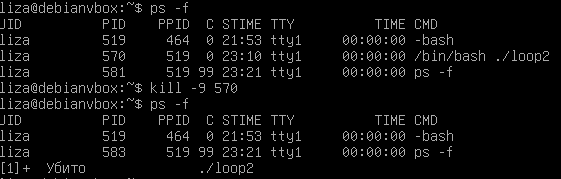 liza@debianvbox:~$ ps -f
UID          PID    PPID  C STIME TTY          TIME CMD
liza         519     464  0 21:53 tty1     00:00:00 -bash
liza         570     519  0 23:10 tty1     00:00:00 /bin/bash ./loop2
liza         581     519 99 23:21 tty1     00:00:00 ps -f
liza@debianvbox:~$ kill -9 570
liza@debianvbox:~$ ps -f
UID          PID    PPID  C STIME TTY          TIME CMD
liza         519     464  0 21:53 tty1     00:00:00 -bash
liza         583     519 99 23:21 tty1     00:00:00 ps -f
[1]+  Убито              ./loop2